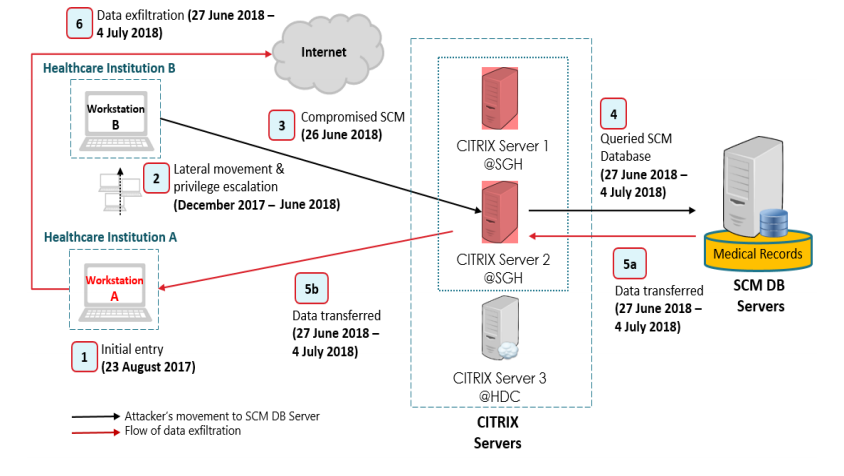 6
Data exfiltration (27 June 2018 –
4 July 2018)
Internet
Healthcare Institution B
Workstation
B
3
Compromised SCM
(26 June 2018)
2
Lateral movement &
privilege escalation
(December 2017 – June 2018)
Healthcare Institution A
Workstation
A
1
Initial entry
(23 August 2017)
5b
Data transferred
(27 June 2018 –
4 July 2018)
CITRIX Server 1
@SGH
CITRIX Server 2
@SGH
CITRIX Server 3
@HDC
CITRIX
Servers
4
Queried SCM
Database
(27 June 2018 –
4 July 2018)
5a
Data transferred
(27 June 2018 –
4 July 2018)
Medical Records
SCM DB
Servers
Attacker's movement to SCM DB Server
Flow of data exfiltration